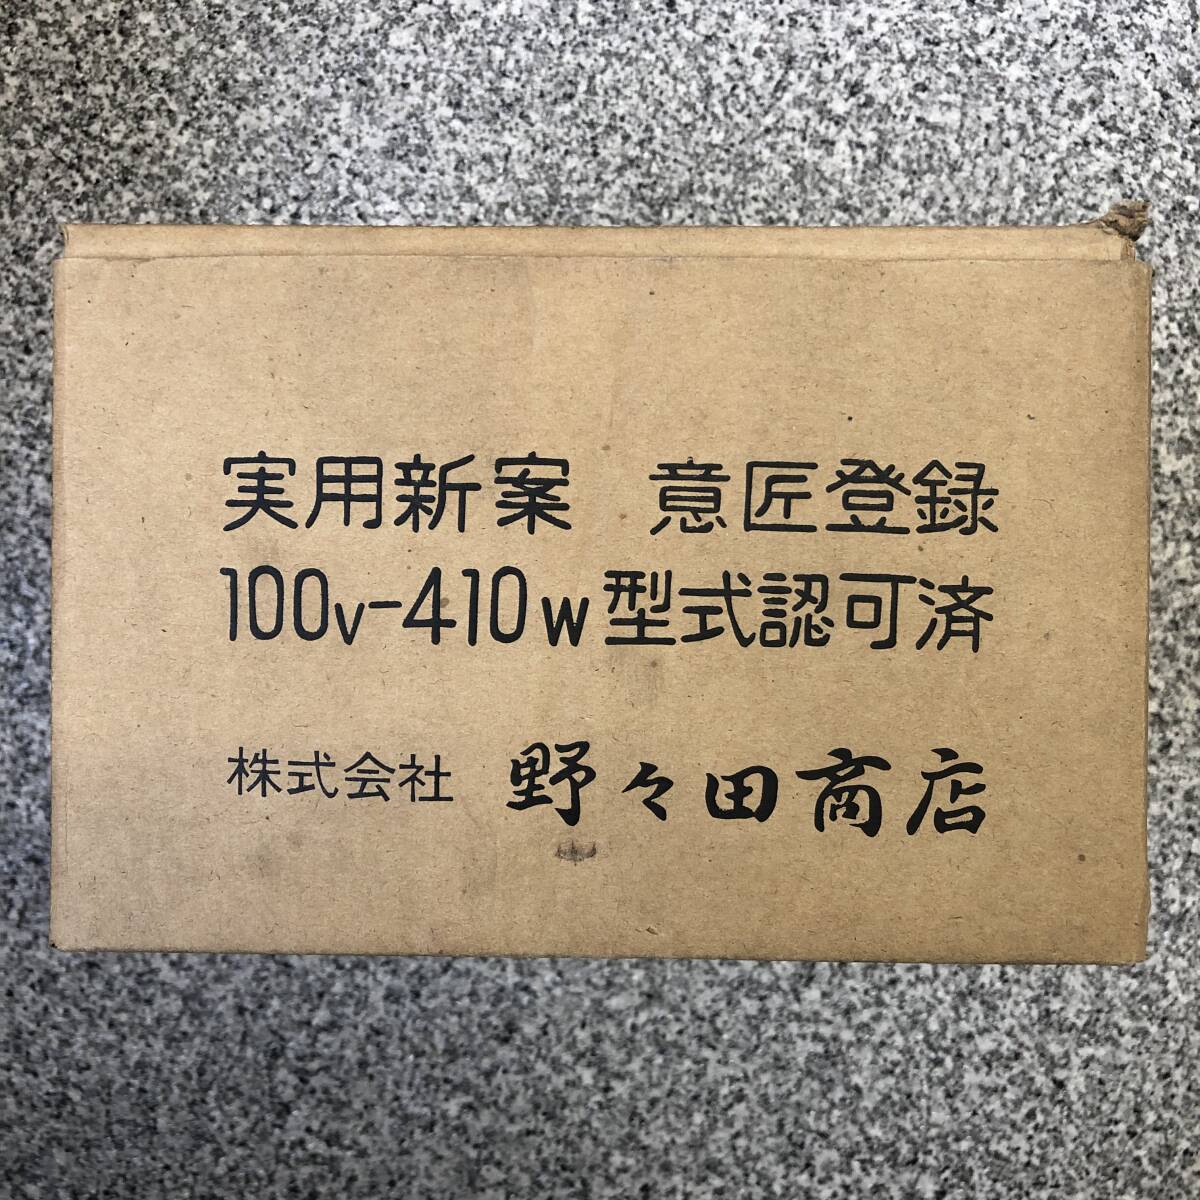 実用新案 意匠登録
100V-410W型式認可済
株式会社 野々田商店